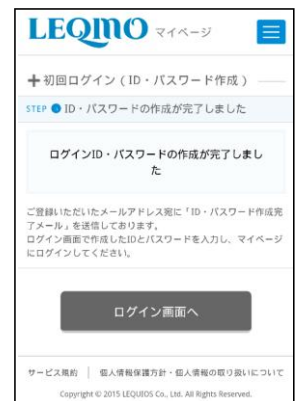 LEQIMO マイページ
初回ログイン（ID・パスワード作成）
STEP ID・パスワードの作成が完了しました
ログインID・パスワードの作成が完了しまし
た
ご登録いただいたメールアドレス宛に「ID・パスワード作成完
了メール」を送信しております。
ログイン画面で作成したIDとパスワードを入力し、マイページ
にログインしてください。
ログイン画面へ
サービス規約 | 個人情報保護方針・個人情報の取り扱いについて
Copyright © 2015 LEQUIOS Co., Ltd. All Rights Reserved.